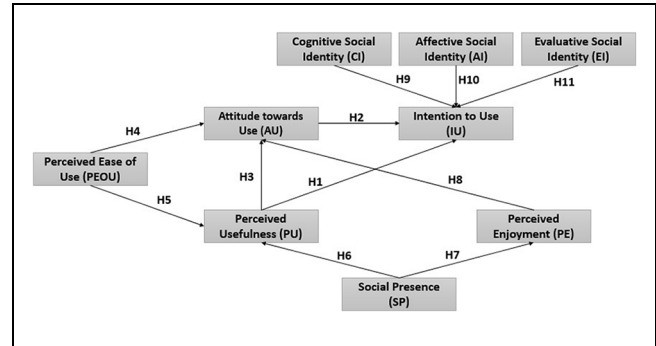 Cognitive Social
Identity (CI)
Affective Social
Identity (AI)
Evaluative Social
Identity (EI)
H9
H10
H11
Attitude towards
Use (AU)
H2
Intention to Use
(IU)
H4
Perceived Ease of
Use (PEOU)
H3
H1
H8
H5
Perceived
Usefulness (PU)
Perceived
Enjoyment (PE)
H6
H7
Social Presence
(SP)